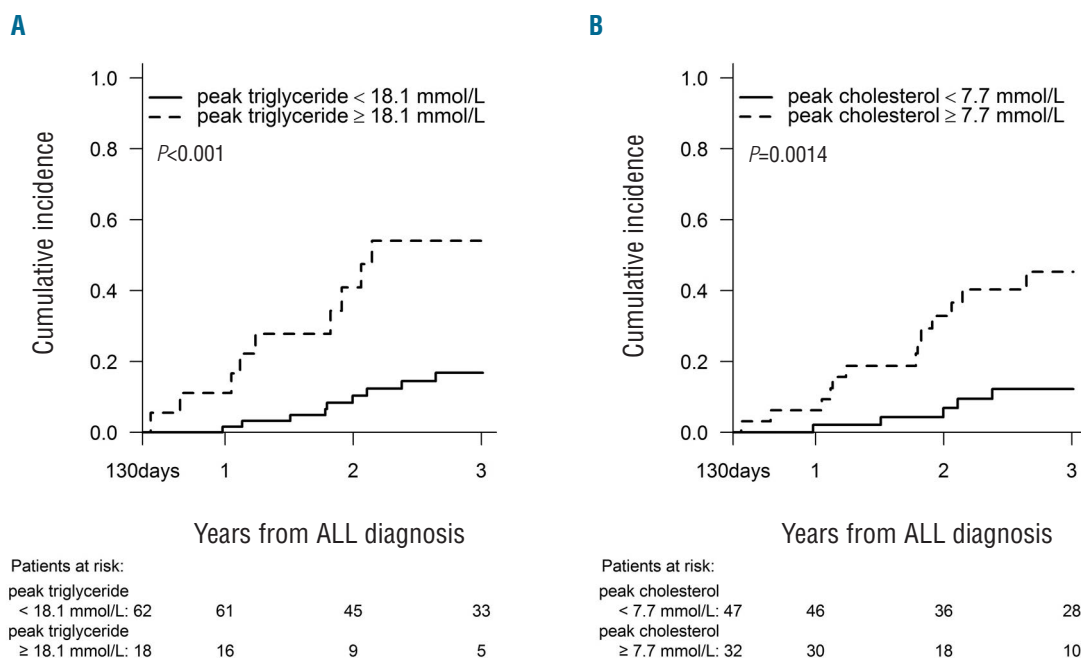 A
1.0
0.8
0.6
0.4
0.2
0.0
Cumulative incidence
peak triglyceride < 18.1 mmol/L
peak triglyceride ≥ 18.1 mmol/L
P<0.001
130days 1 2 3
Years from ALL diagnosis
Patients at risk:
peak triglyceride
< 18.1 mmol/L: 62 61 45 33
peak triglyceride
≥ 18.1 mmol/L: 18 16 9 5
B
1.0
0.8
0.6
0.4
0.2
0.0
Cumulative incidence
peak cholesterol < 7.7 mmol/L
peak cholesterol ≥ 7.7 mmol/L
P=0.0014
130days 1 2 3
Years from ALL diagnosis
Patients at risk:
peak cholesterol
< 7.7 mmol/L: 47 46 36 28
peak cholesterol
≥ 7.7 mmol/L: 32 30 18 10